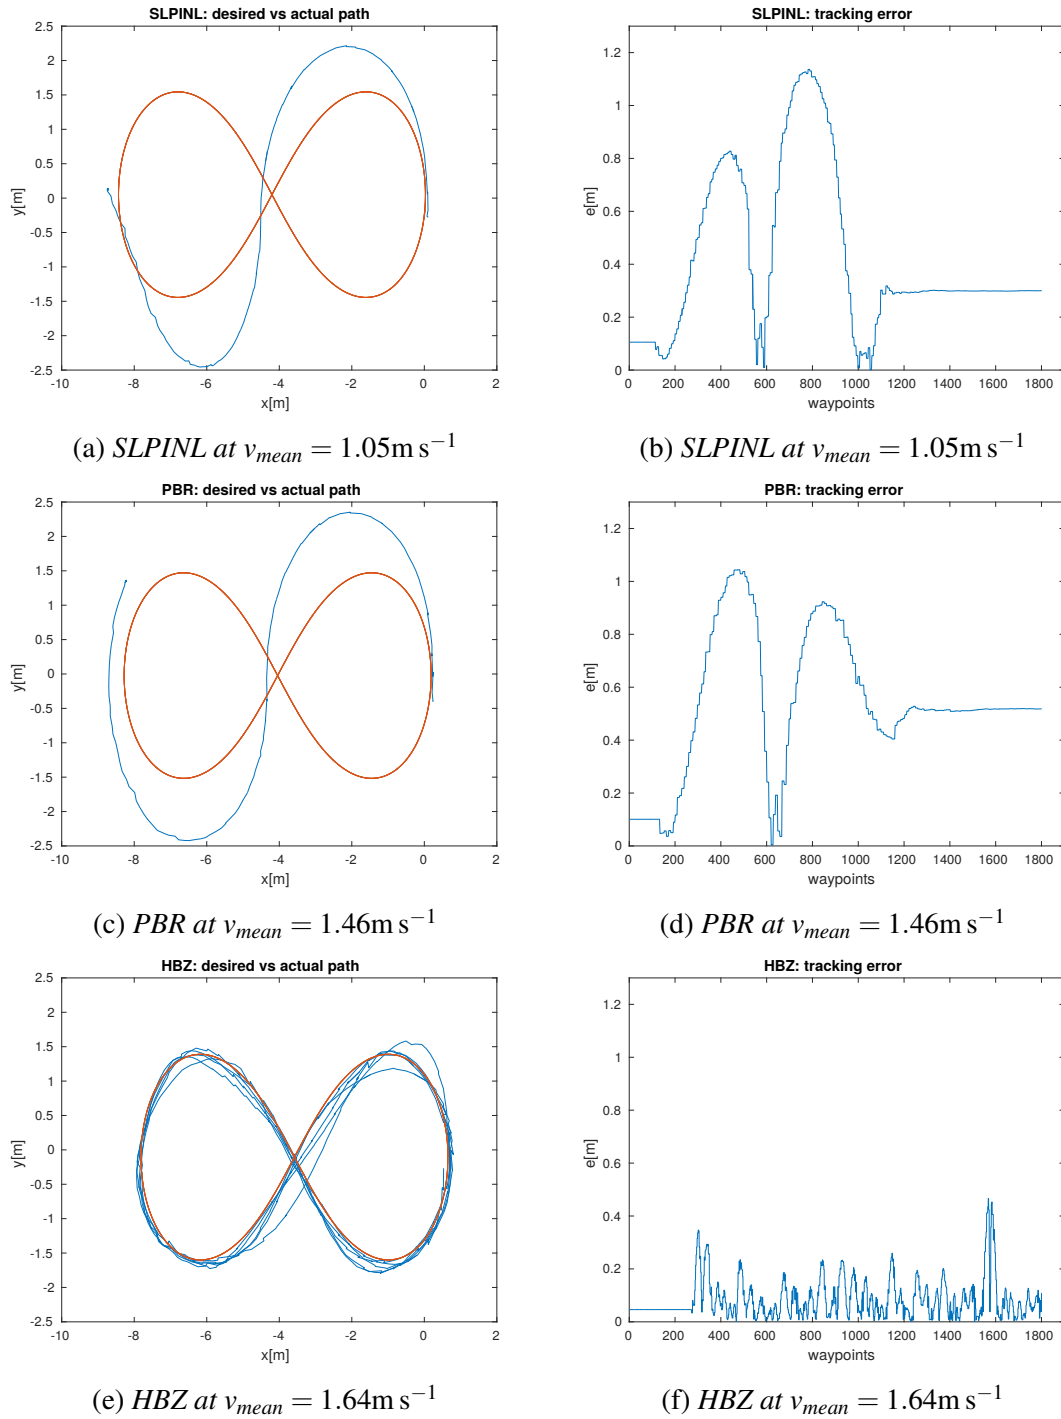 SLPINL: desired vs actual path
2.5
2
1.5
1
0.5
0
-0.5
-1
-1.5
-2
-2.5
y[m]
-10 -8 -6 -4 -2 0 2
x[m]
SLPINL: tracking error
1.2
1
0.8
0.6
0.4
0.2
0
e[m]
0 200 400 600 800 1000 1200 1400 1600 1800
waypoints
(a) SLPINL at v_mean = 1.05m s⁻¹
(b) SLPINL at v_mean = 1.05m s⁻¹
PBR: desired vs actual path
2.5
2
1.5
1
0.5
0
-0.5
-1
-1.5
-2
-2.5
y[m]
-10 -8 -6 -4 -2 0 2
x[m]
PBR: tracking error
1.2
1
0.8
0.6
0.4
0.2
0
e[m]
0 200 400 600 800 1000 1200 1400 1600 1800
waypoints
(c) PBR at v_mean = 1.46m s⁻¹
(d) PBR at v_mean = 1.46m s⁻¹
HBZ: desired vs actual path
2.5
2
1.5
1
0.5
0
-0.5
-1
-1.5
-2
-2.5
y[m]
-10 -8 -6 -4 -2 0 2
x[m]
HBZ: tracking error
1.2
1
0.8
0.6
0.4
0.2
0
e[m]
0 200 400 600 800 1000 1200 1400 1600 1800
waypoints
(e) HBZ at v_mean = 1.64m s⁻¹
(f) HBZ at v_mean = 1.64m s⁻¹